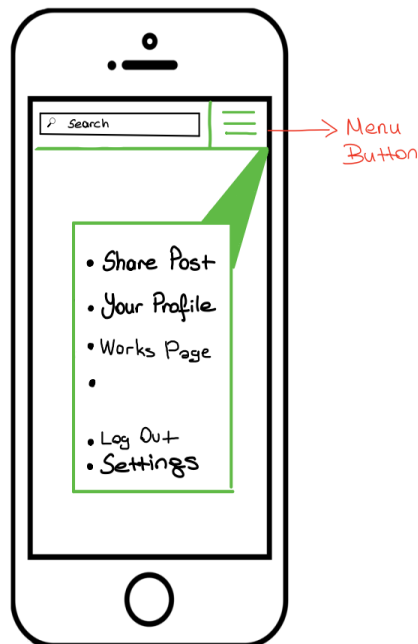 Search
Menu
Button
• Share Post
• Your Profile
• Works Page
•
• Log Out
• Settings